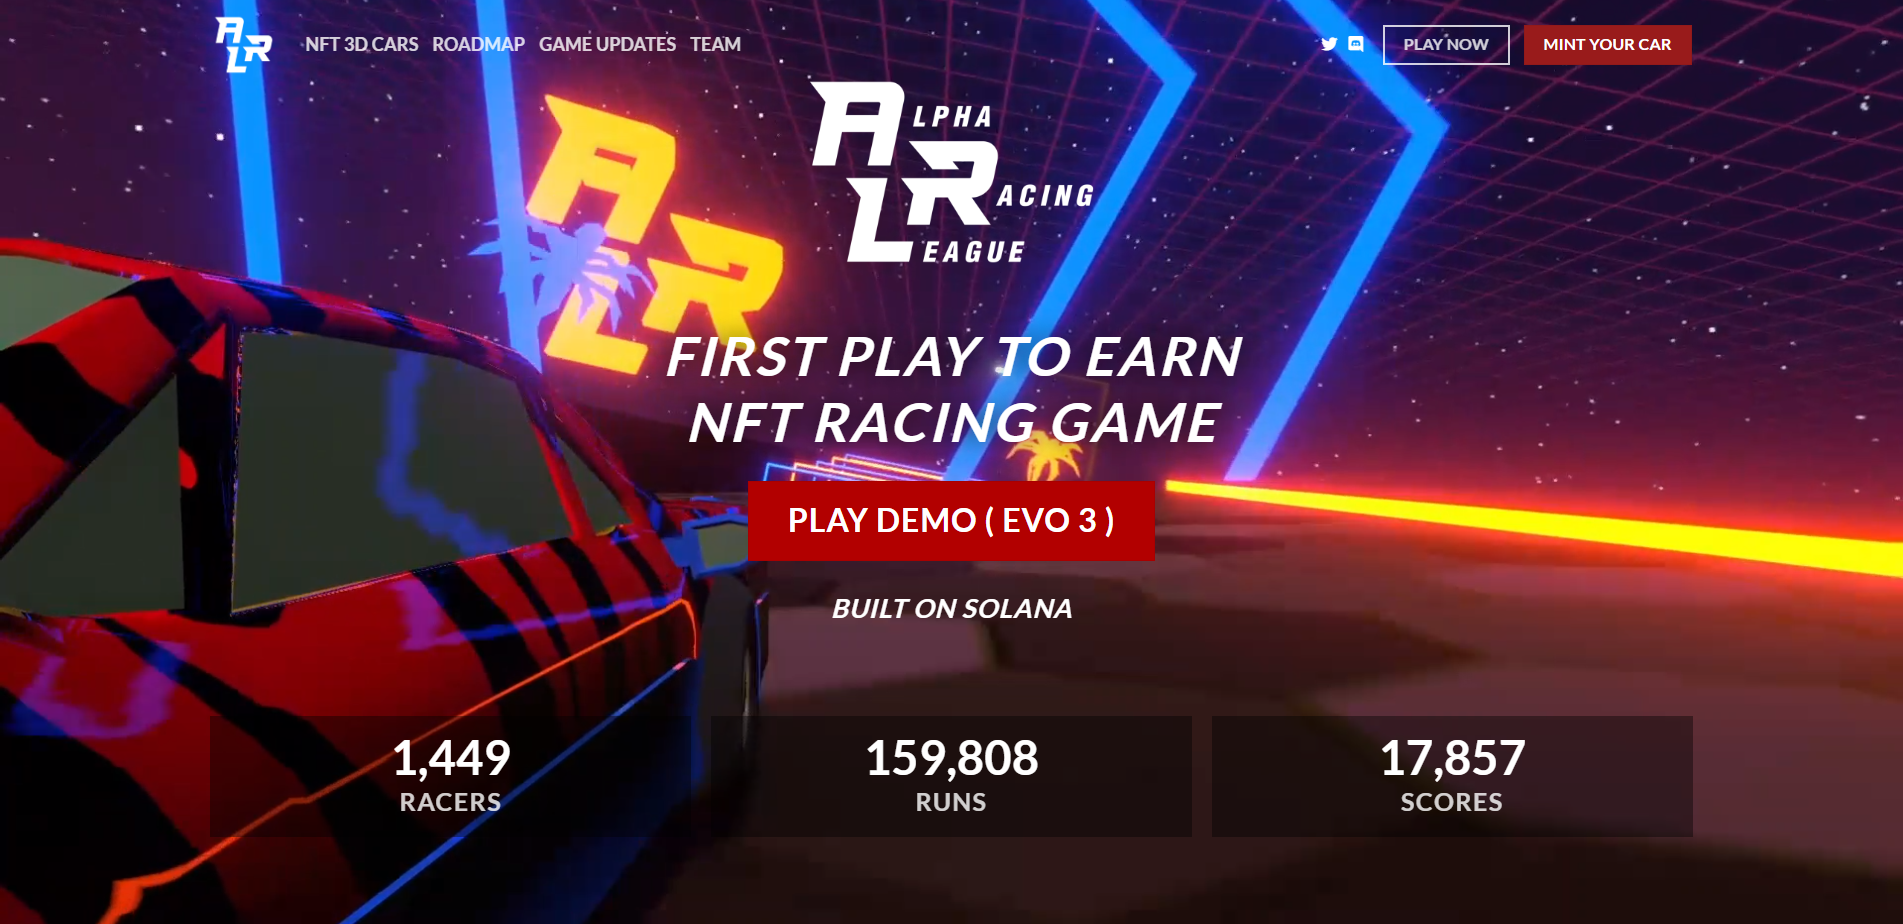 ALR
NFT 3D CARS
ROADMAP
GAME UPDATES
TEAM
PLAY NOW
MINT YOUR CAR
ALR
ALPHA
RACING
LEAGUE
FIRST PLAY TO EARN
NFT RACING GAME
PLAY DEMO ( EVO 3 )
BUILT ON SOLANA
1,449
RACERS
159,808
RUNS
17,857
SCORES